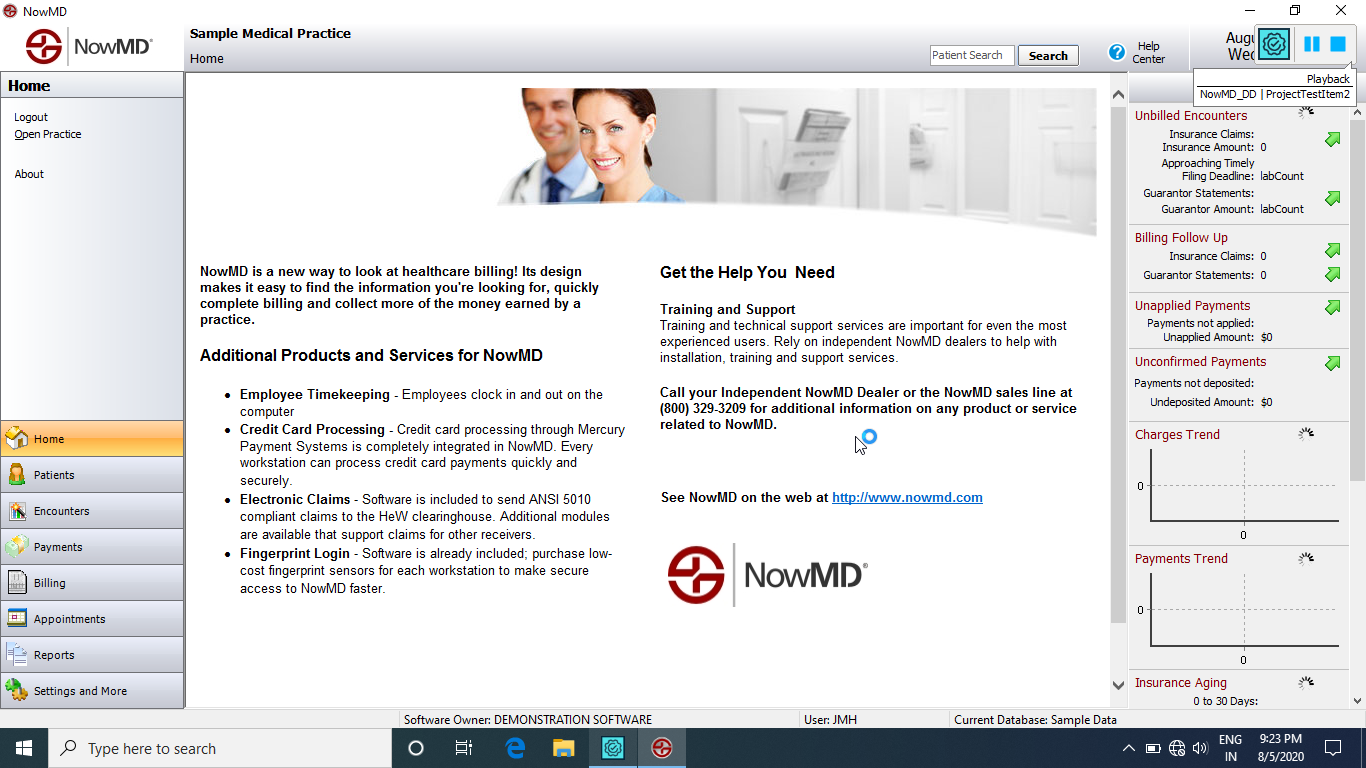 NowMD
NowMD®
Sample Medical Practice
Home
Patient Search
Search
Help
Center
Playback
NowMD_DD | ProjectTestItem2
Home
Logout
Open Practice
About
Home
Patients
Encounters
Payments
Billing
Appointments
Reports
Settings and More
NowMD is a new way to look at healthcare billing! Its design
makes it easy to find the information you're looking for, quickly
complete billing and collect more of the money earned by a
practice.
Additional Products and Services for NowMD
• Employee Timekeeping - Employees clock in and out on the
computer
• Credit Card Processing - Credit card processing through Mercury
Payment Systems is completely integrated in NowMD. Every
workstation can process credit card payments quickly and
securely.
• Electronic Claims - Software is included to send ANSI 5010
compliant claims to the HeW clearinghouse. Additional modules
are available that support claims for other receivers.
• Fingerprint Login - Software is already included; purchase low-
cost fingerprint sensors for each workstation to make secure
access to NowMD faster.
Get the Help You Need
Training and Support
Training and technical support services are important for even the most
experienced users. Rely on independent NowMD dealers to help with
installation, training and support services.
Call your Independent NowMD Dealer or the NowMD sales line at
(800) 329-3209 for additional information on any product or service
related to NowMD.
See NowMD on the web at http://www.nowmd.com
NowMD®
Unbilled Encounters
Insurance Claims:
Insurance Amount: 0
Approaching Timely
Filing Deadline: labCount
Guarantor Statements:
Guarantor Amount: labCount
Billing Follow Up
Insurance Claims: 0
Guarantor Statements: 0
Unapplied Payments
Payments not applied:
Unapplied Amount: $0
Unconfirmed Payments
Payments not deposited:
Undeposited Amount: $0
Charges Trend
0
0
Payments Trend
0
0
Insurance Aging
0 to 30 Days:
Software Owner: DEMONSTRATION SOFTWARE
User: JMH
Current Database: Sample Data
Type here to search
ENG
IN
9:23 PM
8/5/2020